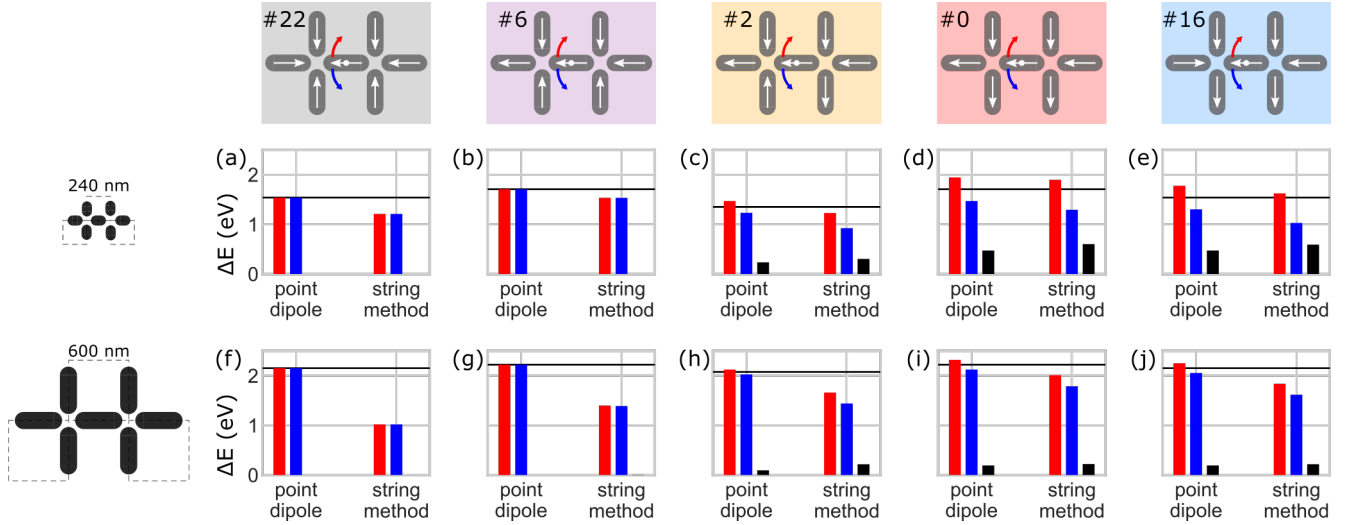 #22
#6
#2
#0
#16
240 nm
(a)
(b)
(c)
(d)
(e)
ΔE (eV)
2
1
0
point dipole
string method
point dipole
string method
point dipole
string method
point dipole
string method
point dipole
string method
600 nm
(f)
(g)
(h)
(i)
(j)
ΔE (eV)
2
1
0
point dipole
string method
point dipole
string method
point dipole
string method
point dipole
string method
point dipole
string method